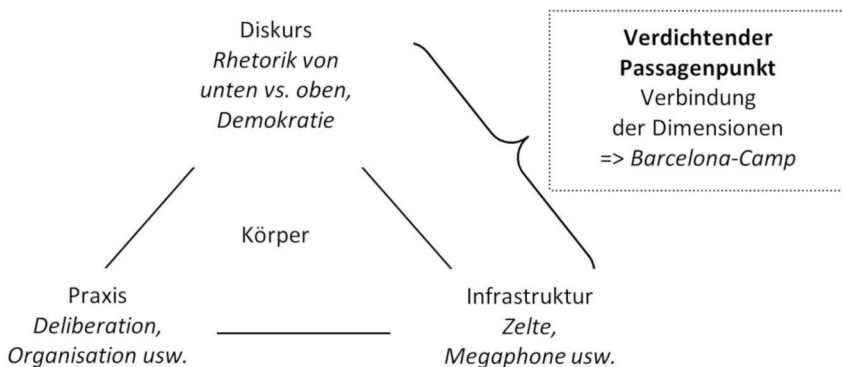 Diskurs
Rhetorik von
unten vs. oben,
Demokratie
Verdichtender
Passagenpunkt
Verbindung
der Dimensionen
=> Barcelona-Camp
Körper
Praxis
Deliberation,
Organisation usw.
Infrastruktur
Zelte,
Megaphone usw.